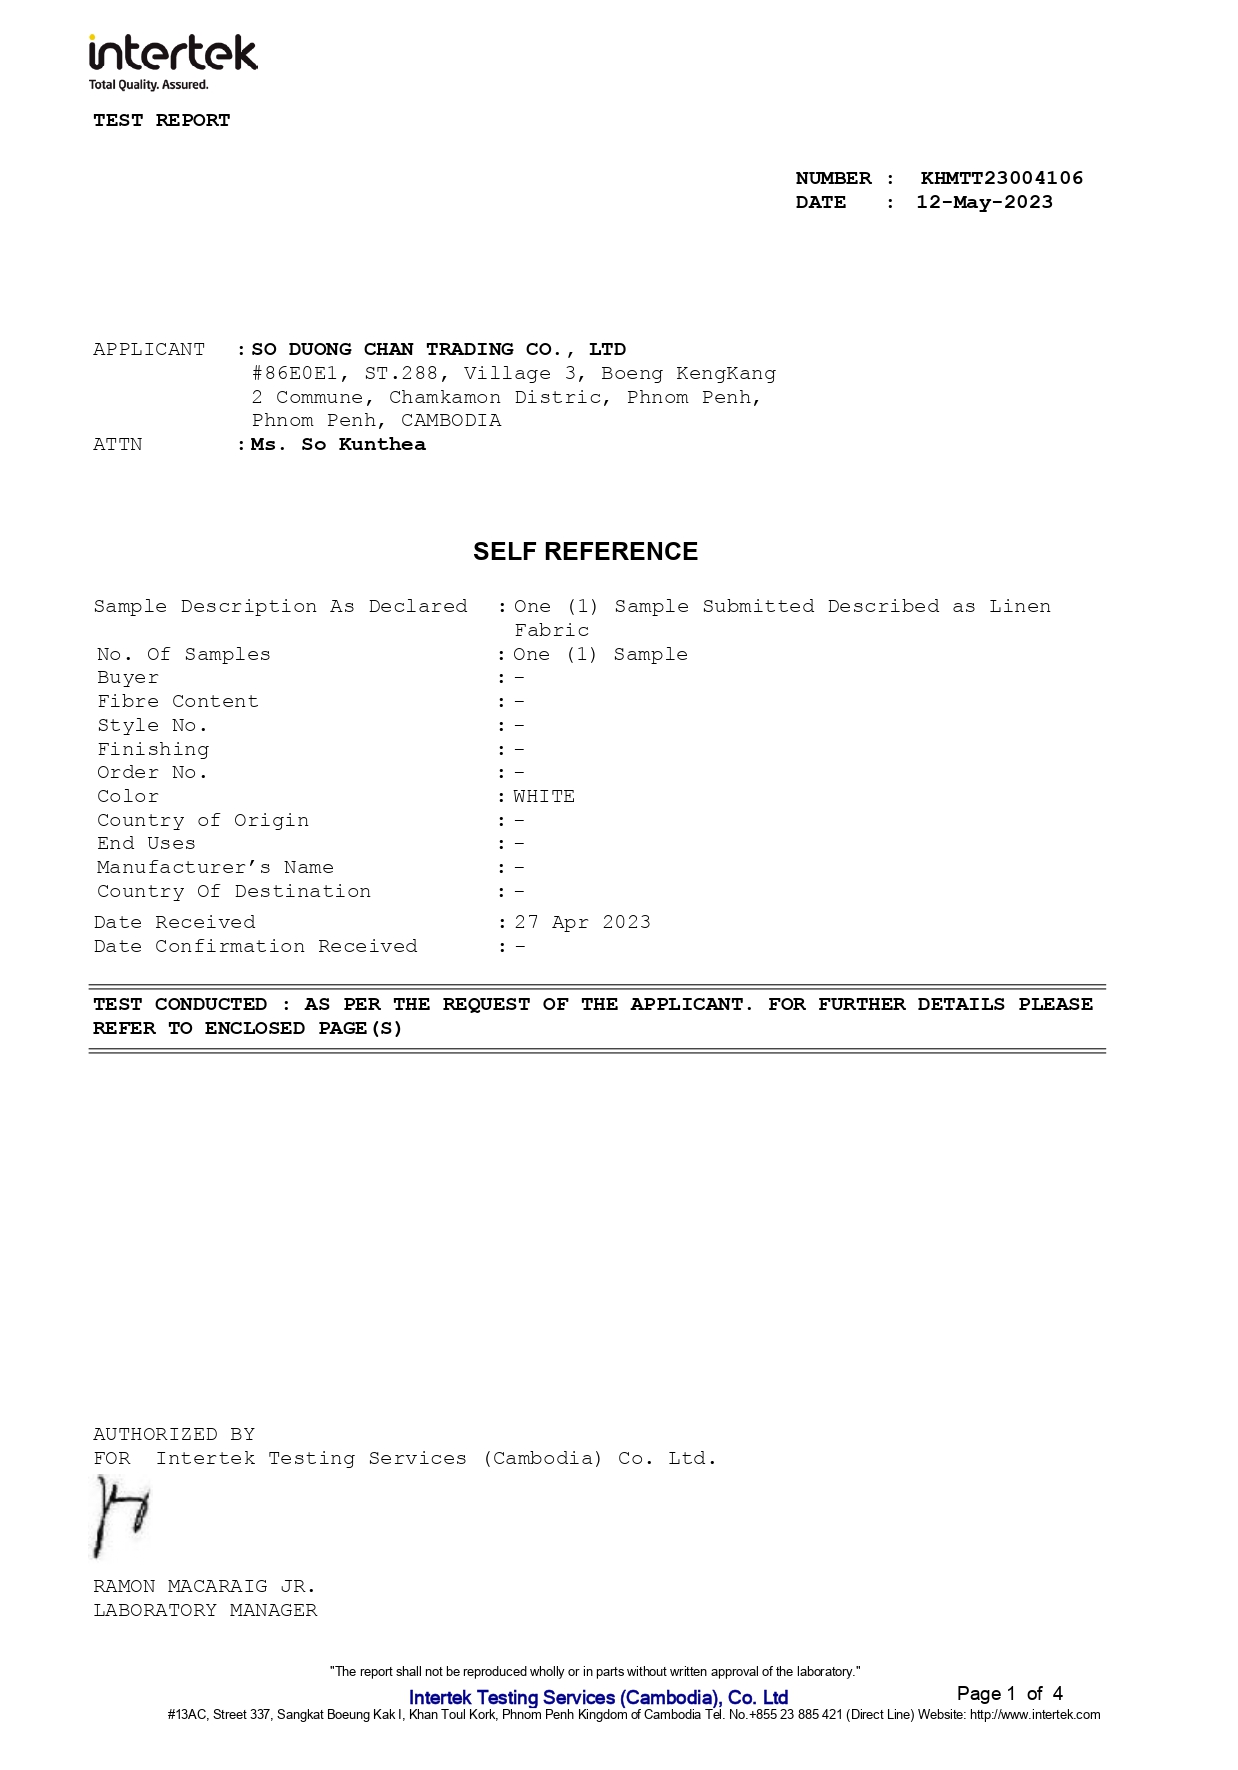 intertek
Total Quality. Assured.
TEST REPORT
NUMBER : KHMTT23004106
DATE : 12-May-2023
APPLICANT : SO DUONG CHAN TRADING CO., LTD
#86E0E1, ST.288, Village 3, Boeng KengKang
2 Commune, Chamkamon Distric, Phnom Penh,
Phnom Penh, CAMBODIA
ATTN : Ms. So Kunthea
SELF REFERENCE
Sample Description As Declared : One (1) Sample Submitted Described as Linen
Fabric
No. Of Samples : One (1) Sample
Buyer : -
Fibre Content : -
Style No. : -
Finishing : -
Order No. : -
Color : WHITE
Country of Origin : -
End Uses : -
Manufacturer’s Name : -
Country Of Destination : -
Date Received : 27 Apr 2023
Date Confirmation Received : -
TEST CONDUCTED : AS PER THE REQUEST OF THE APPLICANT. FOR FURTHER DETAILS PLEASE
REFER TO ENCLOSED PAGE(S)
AUTHORIZED BY
FOR Intertek Testing Services (Cambodia) Co. Ltd.
RAMON MACARAIG JR.
LABORATORY MANAGER
"The report shall not be reproduced wholly or in parts without written approval of the laboratory."
Intertek Testing Services (Cambodia), Co. Ltd
Page 1 of 4
#13AC, Street 337, Sangkat Boeung Kak I, Khan Toul Kork, Phnom Penh Kingdom of Cambodia Tel. No.+855 23 885 421 (Direct Line) Website: http://www.intertek.com